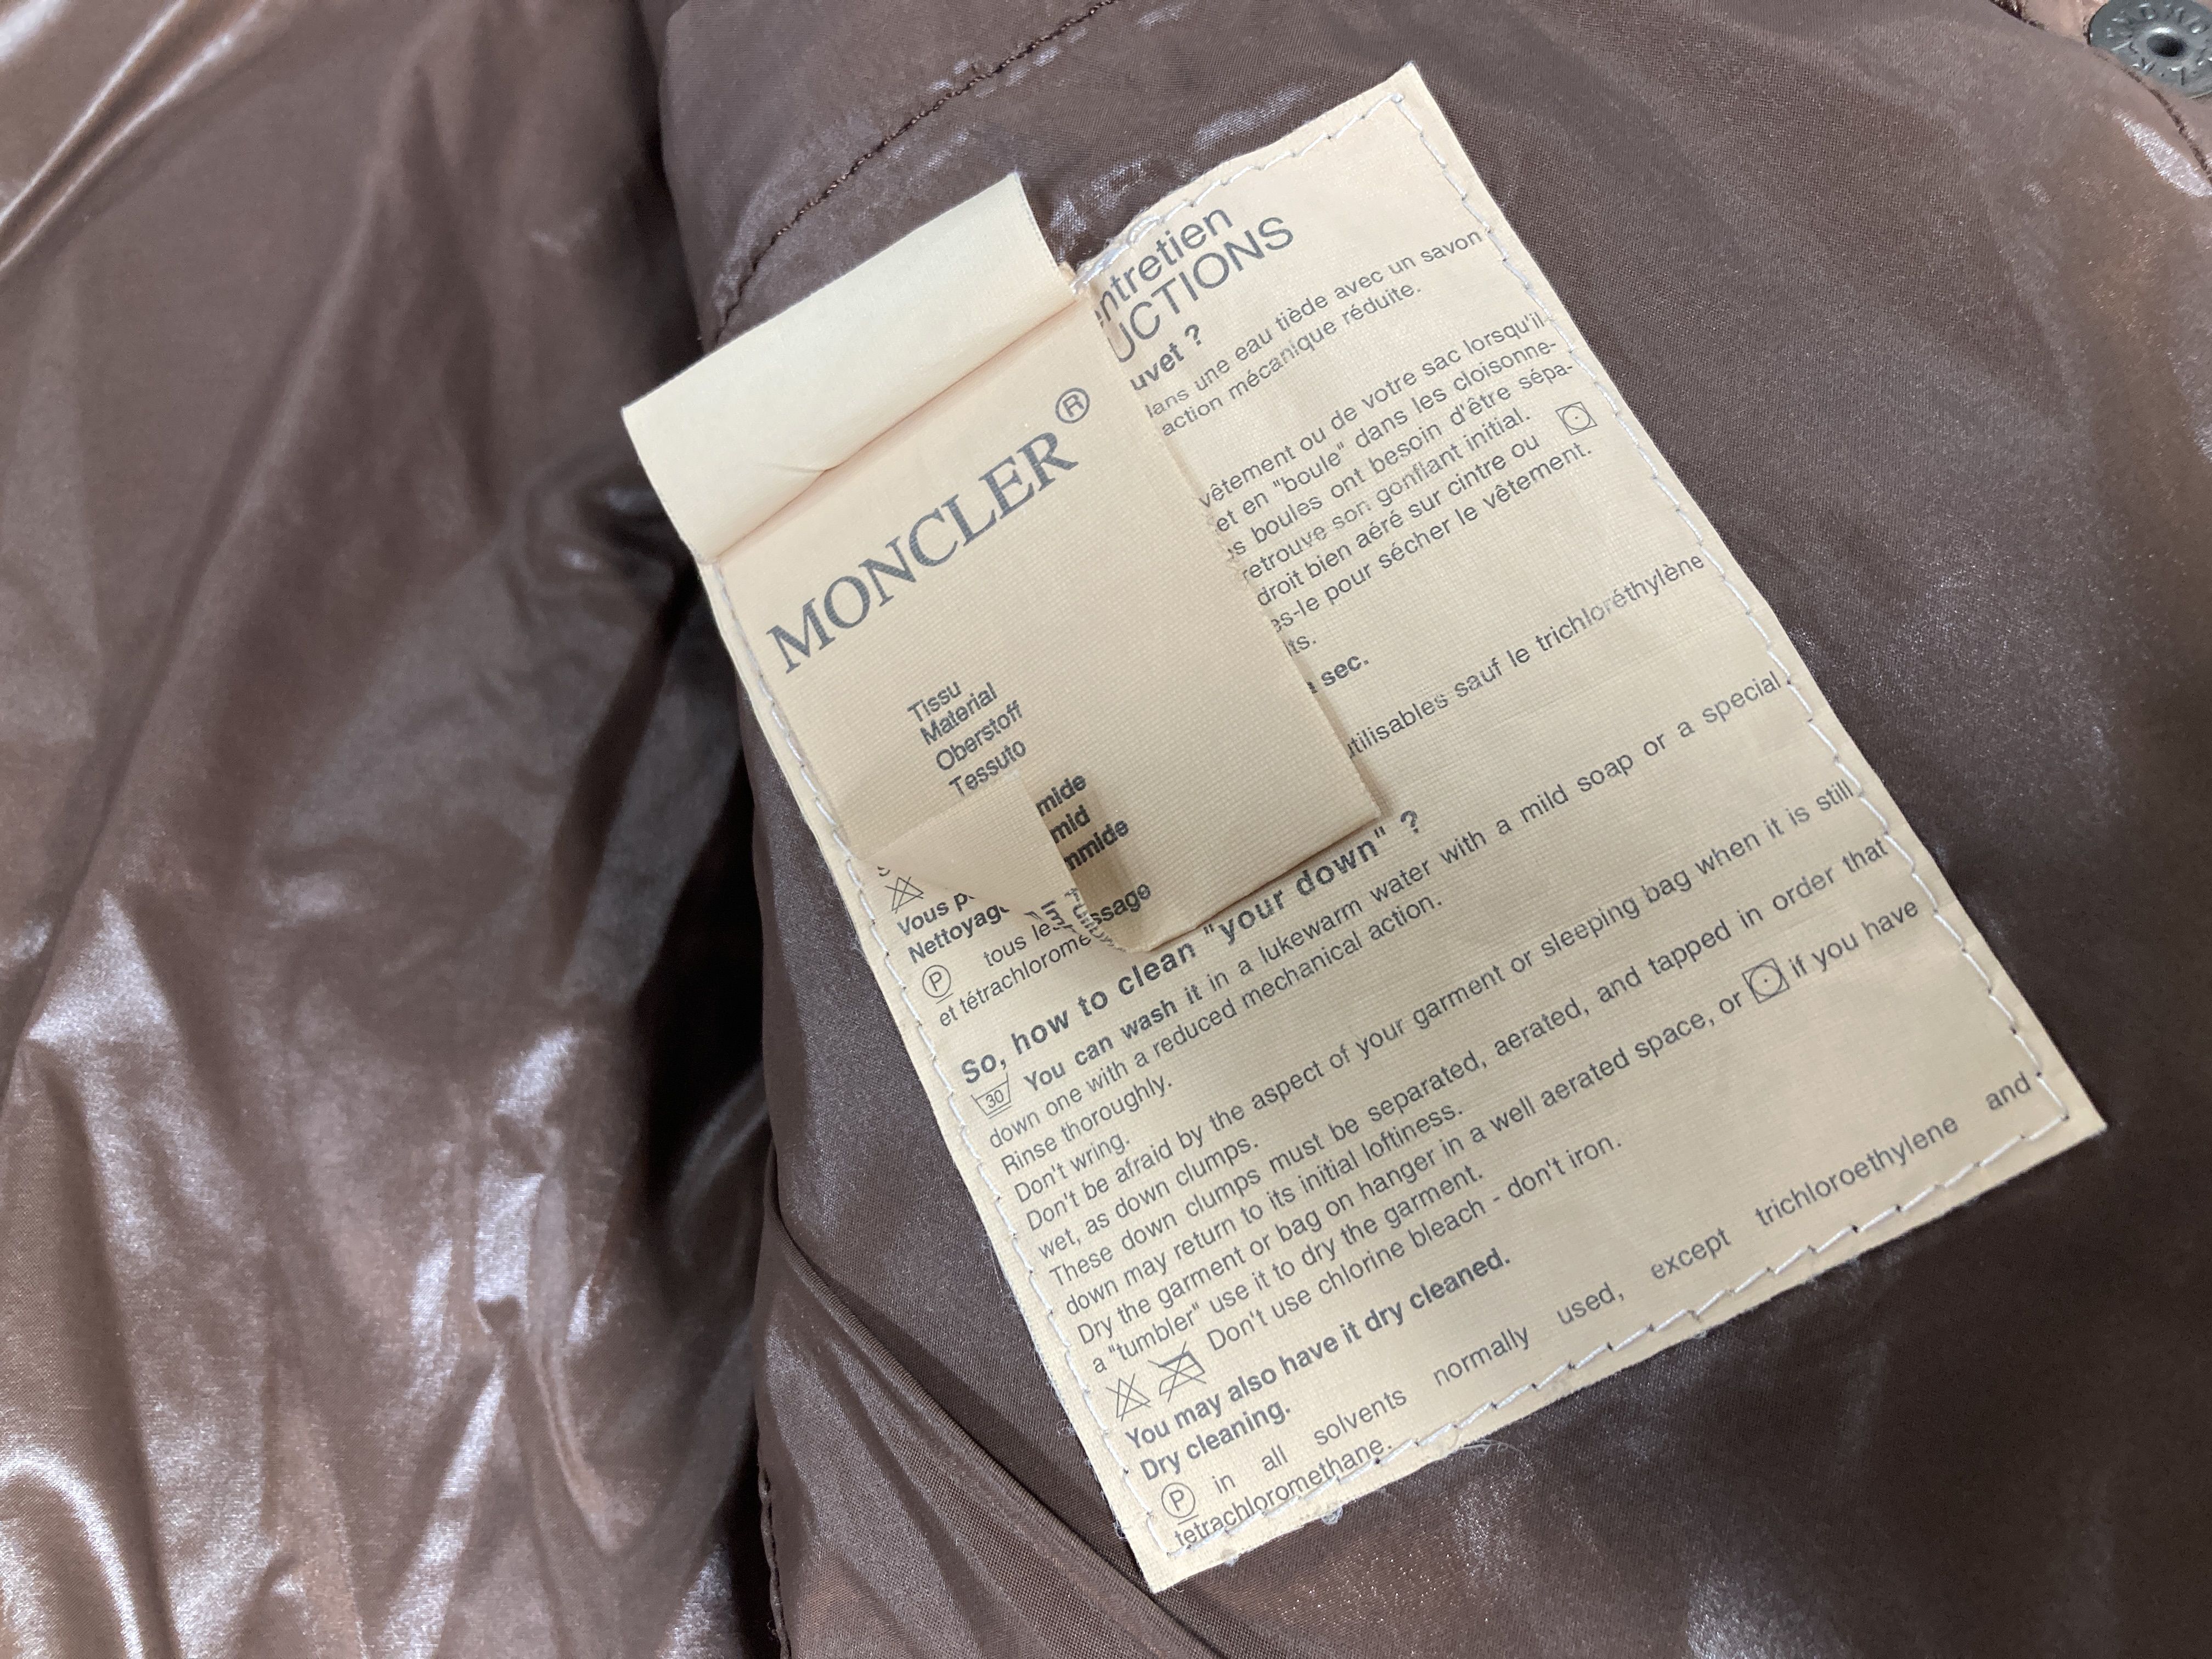 MONCLER®
Tissu
Material
Oberstoff
Tessuto
mide
mid
mmide
ntretien
UCTIONS
uvet ?
lans une eau tiède avec un savon
action mécanique réduite.
vêtement ou de votre sac lorsqu'il
et en "boule" dans les cloisonne-
s boules ont besoin d'être sépa-
retrouve son gonflant initial.
droit bien aéré sur cintre ou
es-le pour sécher le vêtement.
its.
sec.
utilisables sauf le trichloréthylène
Vous p
Nettoyag
P tous les
et tétrachlorome
ssage
So, how to clean "your down" ?
30 You can wash it in a lukewarm water with a mild soap or a special
down one with a reduced mechanical action.
Rinse thoroughly.
Don't wring.
Don't be afraid by the aspect of your garment or sleeping bag when it is still
wet, as down clumps.
These down clumps must be separated, aerated, and tapped in order that
down may return to its initial loftiness.
Dry the garment or bag on hanger in a well aerated space, or if you have
a "tumbler" use it to dry the garment.
Don't use chlorine bleach - don't iron.
You may also have it dry cleaned.
Dry cleaning.
P in all solvents normally used, except trichloroethylene and
tetrachloromethane.